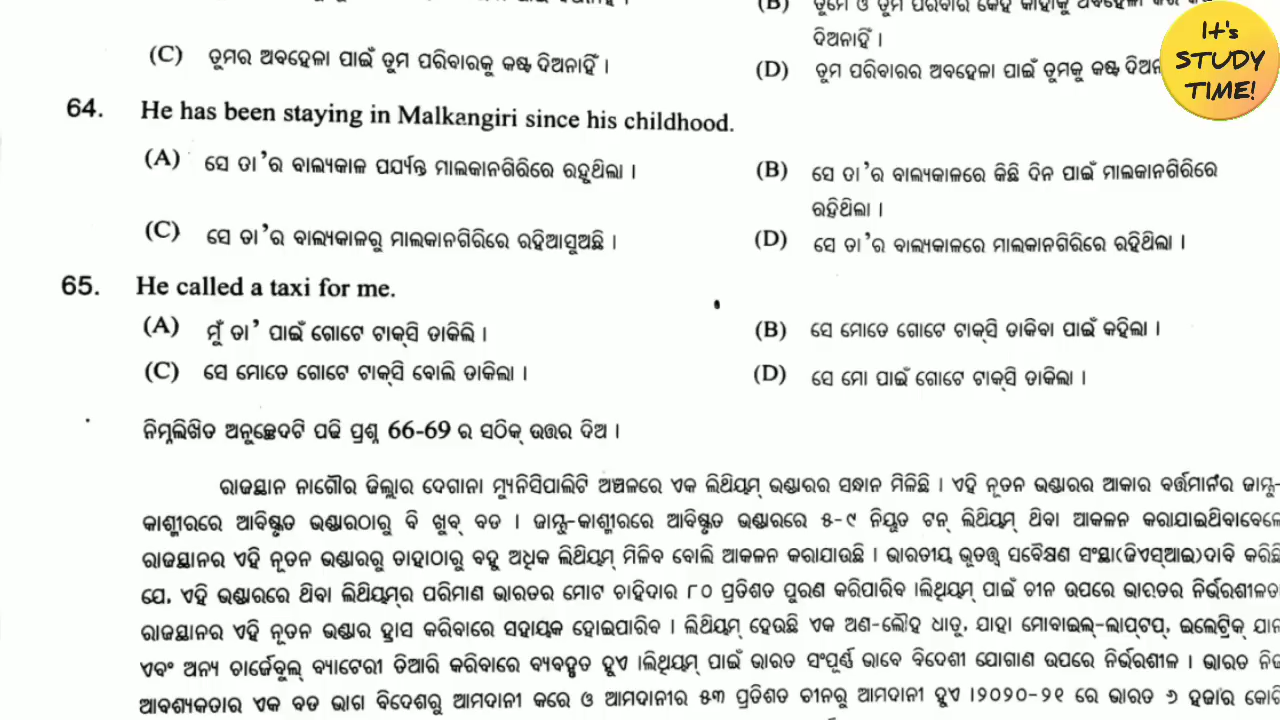 (B) ତୁମେ ଓ ତୁମ ପରିବାର କେହି କାହାକୁ
ଦିଅନାହିଁ ।
(C) ତୁମର ଅବହେଳା ପାଇଁ ତୁମ ପରିବାରକୁ କଷ୍ଟ ଦିଅନାହିଁ ।
(D) ତୁମ ପରିବାରର ଅବହେଳା ପାଇଁ ତୁମକୁ କଷ୍ଟ
It's
STUDY
TIME!
64. He has been staying in Malkangiri since his childhood.
(A) ସେ ତା'ର ବାଲ୍ୟକାଳ ପର୍ଯ୍ୟନ୍ତ ମାଲକାନଗିରିରେ ରହୁଥିଲା ।
(B) ସେ ତା'ର ବାଲ୍ୟକାଳରେ କିଛି ଦିନ ପାଇଁ ମାଲକାନଗିରିରେ
ରହିଥିଲା ।
(C) ସେ ତା'ର ବାଲ୍ୟକାଳରୁ ମାଲକାନଗିରିରେ ରହିଆସୁଅଛି ।
(D) ସେ ତା'ର ବାଲ୍ୟକାଳରେ ମାଲକାନଗିରିରେ ରହିଥିଲା ।
65. He called a taxi for me.
(A) ମୁଁ ତା' ପାଇଁ ଗୋଟେ ଟାକ୍‌ସି ଡାକିଲି ।
(B) ସେ ମୋତେ ଗୋଟେ ଟାକ୍‌ସି ଡାକିବା ପାଇଁ କହିଲା ।
(C) ସେ ମୋତେ ଗୋଟେ ଟାକ୍‌ସି ବୋଲି ଡାକିଲା ।
(D) ସେ ମୋ ପାଇଁ ଗୋଟେ ଟାକ୍‌ସି ଡାକିଲା ।
ନିମ୍ନଲିଖିତ ଅନୁଚ୍ଛେଦଟି ପଢି ପ୍ରଶ୍ନ 66-69 ର ସଠିକ୍ ଉତ୍ତର ଦିଅ ।
ରାଜସ୍ଥାନ ନାଗୌର ଜିଲ୍ଲାର ଦେଗାନା ମ୍ୟୁନିସିପାଲିଟି ଅଞ୍ଚଳରେ ଏକ ଲିଥିୟମ୍ ଭଣ୍ଡାରର ସନ୍ଧାନ ମିଳିଛି । ଏହି ନୂତନ ଭଣ୍ଡାରର ଆକାର ବର୍ତ୍ତମାନର ଜାମ୍ମୁ-
କାଶ୍ମୀରରେ ଆବିଷ୍କୃତ ଭଣ୍ଡାରଠାରୁ ବି ଖୁବ୍ ବଡ । ଜାମ୍ମୁ-କାଶ୍ମୀରରେ ଆବିଷ୍କୃତ ଭଣ୍ଡାରରେ ୫-୯ ନିୟୁତ ଟନ୍ ଲିଥିୟମ୍ ଥିବା ଆକଳନ କରାଯାଇଥିବାବେଳେ
ରାଜସ୍ଥାନର ଏହି ନୂତନ ଭଣ୍ଡାରରୁ ତାହାଠାରୁ ବହୁ ଅଧିକ ଲିଥିୟମ୍ ମିଳିବ ବୋଲି ଆକଳନ କରାଯାଉଛି । ଭାରତୀୟ ଭୂତତ୍ତ୍ୱ ସର୍ବେକ୍ଷଣ ସଂସ୍ଥା(ଜିଏସ୍ଆଇ)ଦାବି କରିଛି
ଯେ, ଏହି ଭଣ୍ଡାରରେ ଥିବା ଲିଥିୟମ୍‌ର ପରିମାଣ ଭାରତର ମୋଟ ଚାହିଦାର ୮୦ ପ୍ରତିଶତ ପୁରଣ କରିପାରିବ ।ଲିଥିୟମ୍ ପାଇଁ ଚୀନ ଉପରେ ଭାରତର ନିର୍ଭରଶୀଳତା
ରାଜସ୍ଥାନର ଏହି ନୂତନ ଭଣ୍ଡାର ହ୍ରାସ କରିବାରେ ସହାୟକ ହୋଇପାରିବ । ଲିଥିୟମ୍ ହେଉଛି ଏକ ଅଣ-ଲୌହ ଧାତୁ, ଯାହା ମୋବାଇଲ୍-ଲାପ୍‌ଟପ୍, ଇଲେଟ୍ରିକ୍ ଯାନ
ଏବଂ ଅନ୍ୟ ଚାର୍ଜେବୁଲ୍ ବ୍ୟାଟେରୀ ତିଆରି କରିବାରେ ବ୍ୟବହୃତ ହୁଏ ।ଲିଥିୟମ୍ ପାଇଁ ଭାରତ ସଂପୂର୍ଣ୍ଣ ଭାବେ ବିଦେଶୀ ଯୋଗାଣ ଉପରେ ନିର୍ଭରଶୀଳ । ଭାରତ ନିଜ
ଆବଶ୍ୟକତାର ଏକ ବଡ ଭାଗ ବିଦେଶରୁ ଆମଦାନୀ କରେ ଓ ଆମଦାନୀର ୫୩ ପ୍ରତିଶତ ଚୀନରୁ ଆମଦାନୀ ହୁଏ ।୨୦୨୦-୨୧ ରେ ଭାରତ ୬ ହଜାର କୋଟି